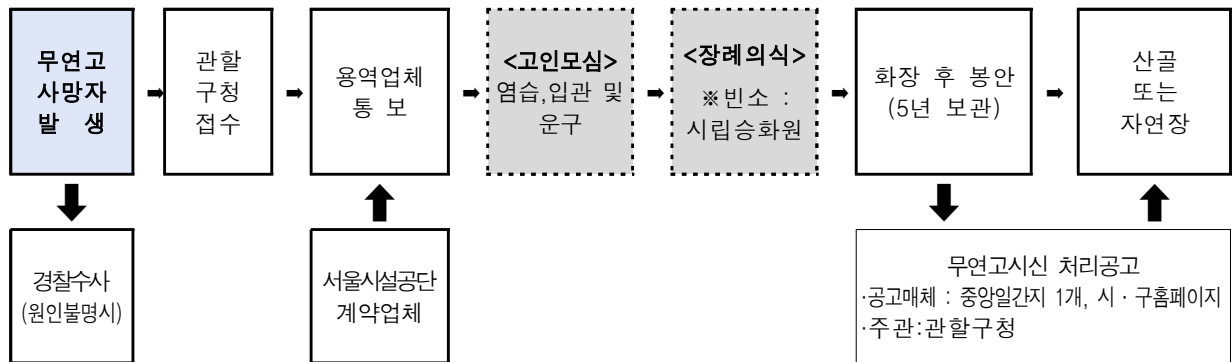 무연고
사망자
발 생
관할
구청
접수
용역업체
통 보
<고인모심>
염습,입관 및
운구
<장례의식>
※빈소 :
시립승화원
화장 후 봉안
(5년 보관)
산골
또는
자연장
경찰수사
(원인불명시)
서울시설공단
계약업체
무연고시신 처리공고
·공고매체 : 중앙일간지 1개, 시 · 구홈페이지
·주관:관할구청